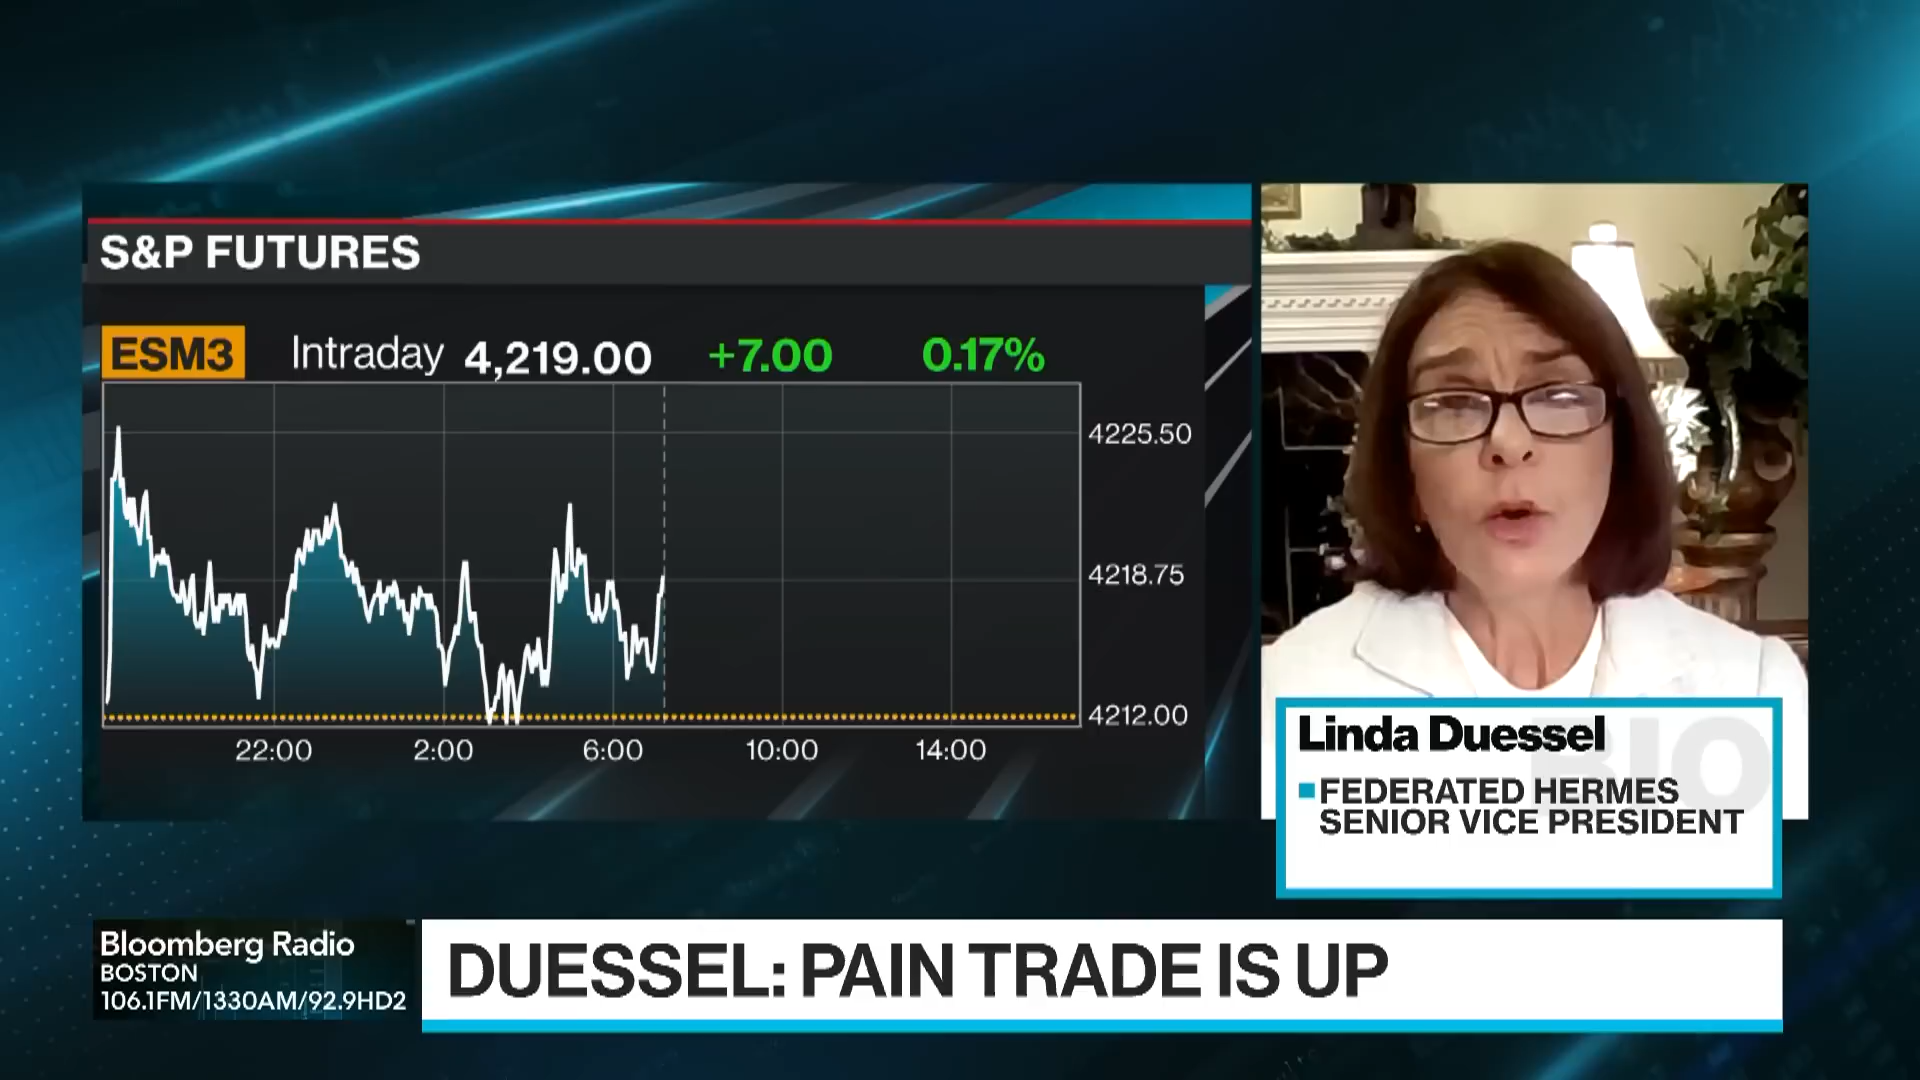 S&P FUTURES
ESM3 Intraday 4,219.00 +7.00 0.17%
4225.50
4218.75
4212.00
22:00 2:00 6:00 10:00 14:00
Linda Duessel
FEDERATED HERMES
SENIOR VICE PRESIDENT
BIO
Bloomberg Radio
BOSTON
106.1FM/1330AM/92.9HD2
DUESSEL: PAIN TRADE IS UP